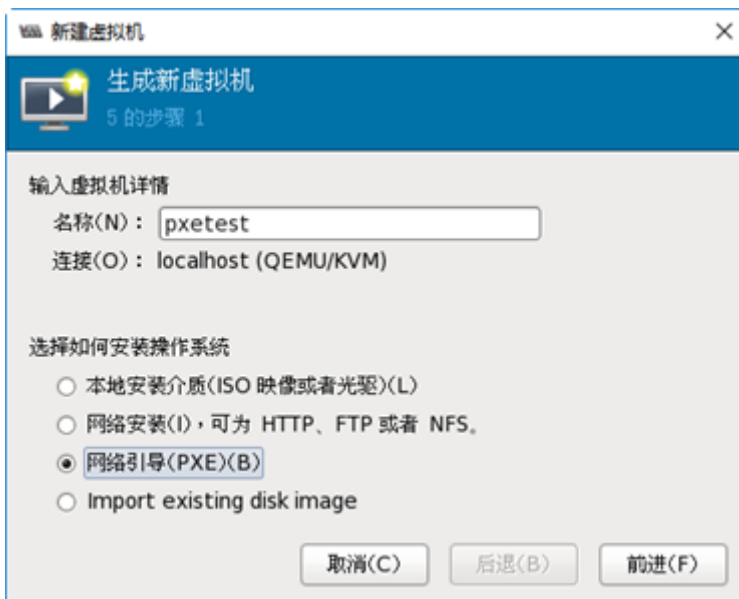 新建虚拟机
生成新虚拟机
5 的步骤 1
输入虚拟机详情
名称(N)： pxetest
连接(O)： localhost (QEMU/KVM)
选择如何安装操作系统
本地安装介质(ISO 映像或者光驱)(L)
网络安装(I)，可为 HTTP、FTP 或者 NFS。
网络引导(PXE)(B)
Import existing disk image
取消(C) 后退(B) 前进(F)